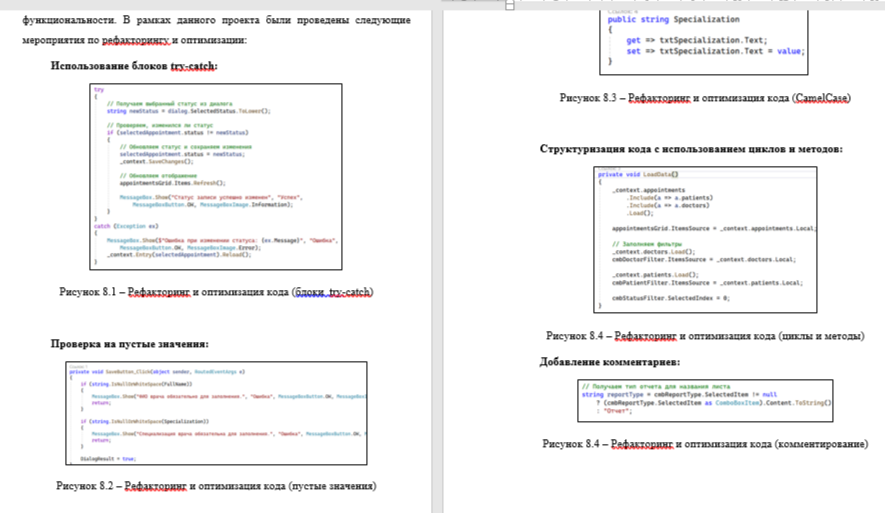 функциональности. В рамках данного проекта были проведены следующие
мероприятия по рефакторингу и оптимизации:
Использование блоков try-catch:
try
{
// Получаем выбранный статус из диалога
string newStatus = dialog.SelectedStatus.ToLower();
// Проверяем, изменился ли статус
if (selectedAppointment.status != newStatus)
{
// Обновляем статус и сохраняем изменения
selectedAppointment.status = newStatus;
_context.SaveChanges();
// Обновляем отображение
appointmentsGrid.Items.Refresh();
MessageBox.Show("Статус записи успешно изменен", "Успех",
MessageBoxButton.OK, MessageBoxImage.Information);
}
}
catch (Exception ex)
{
MessageBox.Show($"Ошибка при изменении статуса: {ex.Message}", "Ошибка",
MessageBoxButton.OK, MessageBoxImage.Error);
_context.Entry(selectedAppointment).Reload();
}
Рисунок 8.1 – Рефакторинг и оптимизация кода (блоки try-catch)
Проверка на пустые значения:
private void SaveButton_Click(object sender, RoutedEventArgs e)
{
if (string.IsNullOrWhiteSpace(FullName))
{
MessageBox.Show("ФИО врача обязательно для заполнения.", "Ошибка", MessageBoxButton.OK, MessageBox
return;
}
if (string.IsNullOrWhiteSpace(Specialization))
{
MessageBox.Show("Специализация врача обязательна для заполнения.", "Ошибка", MessageBoxButton.OK,
return;
}
DialogResult = true;
Рисунок 8.2 – Рефакторинг и оптимизация кода (пустые значения)
public string Specialization
{
get => txtSpecialization.Text;
set => txtSpecialization.Text = value;
}
Рисунок 8.3 – Рефакторинг и оптимизация кода (CamelCase)
Структуризация кода с использованием циклов и методов:
private void LoadData()
{
_context.appointments
.Include(a => a.patients)
.Include(a => a.doctors)
.Load();
appointmentsGrid.ItemsSource = _context.appointments.Local;
// Заполняем фильтры
_context.doctors.Load();
cmbDoctorFilter.ItemsSource = _context.doctors.Local;
_context.patients.Load();
cmbPatientFilter.ItemsSource = _context.patients.Local;
cmbStatusFilter.SelectedIndex = 0;
}
Рисунок 8.4 – Рефакторинг и оптимизация кода (циклы и методы)
Добавление комментариев:
// Получаем тип отчета для названия листа
string reportType = cmbReportType.SelectedItem != null
? (cmbReportType.SelectedItem as ComboBoxItem).Content.ToString()
: "Отчет";
Рисунок 8.4 – Рефакторинг и оптимизация кода (комментирование)